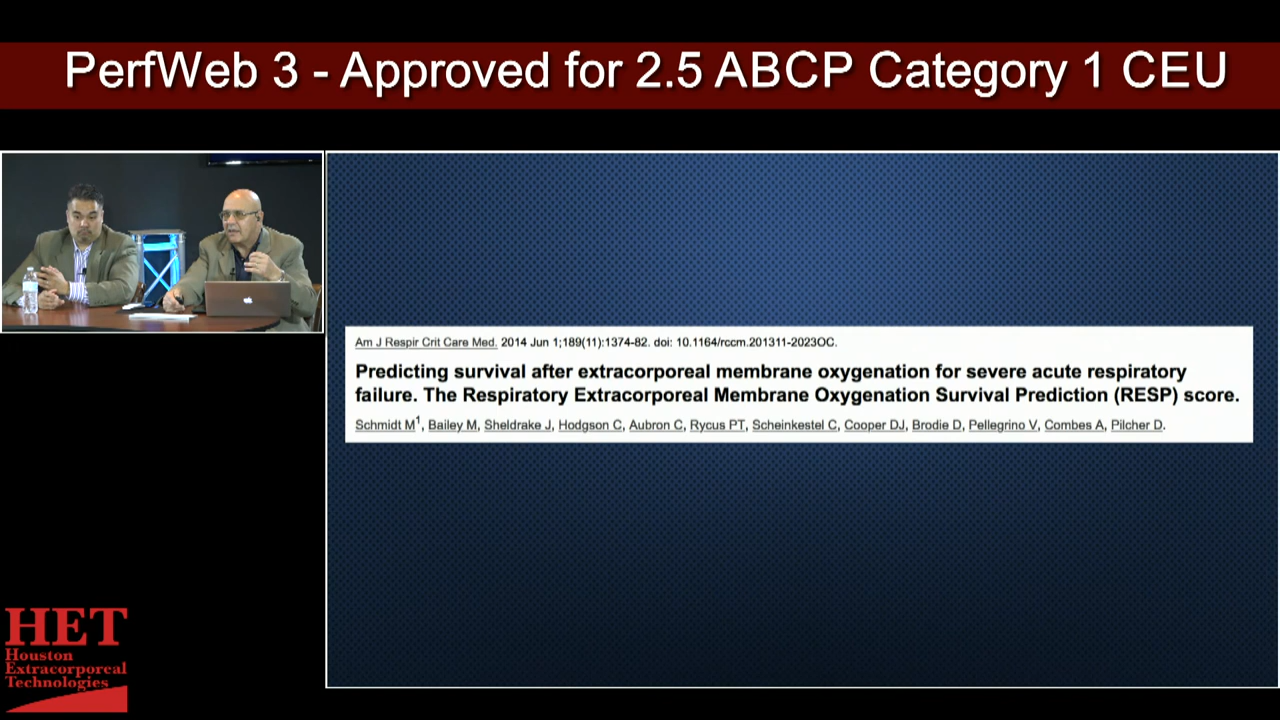 PerfWeb 3 - Approved for 2.5 ABCP Category 1 CEU
Am J Respir Crit Care Med. 2014 Jun 1;189(11):1374-82. doi: 10.1164/rccm.201311-2023OC.
Predicting survival after extracorporeal membrane oxygenation for severe acute respiratory
failure. The Respiratory Extracorporeal Membrane Oxygenation Survival Prediction (RESP) score.
Schmidt M1, Bailey M, Sheldrake J, Hodgson C, Aubron C, Rycus PT, Scheinkestel C, Cooper DJ, Brodie D, Pellegrino V, Combes A, Pilcher D.
HET
Houston
Extracorporeal
Technologies